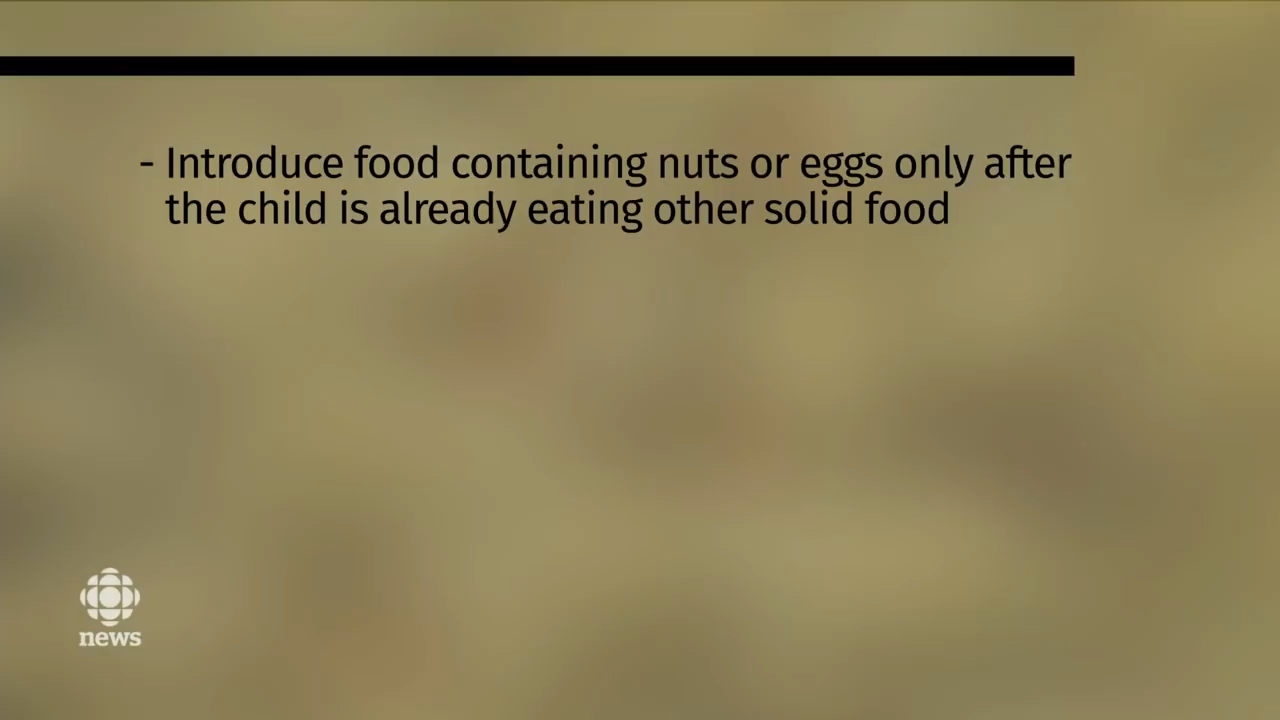 - Introduce food containing nuts or eggs only after
the child is already eating other solid food
news